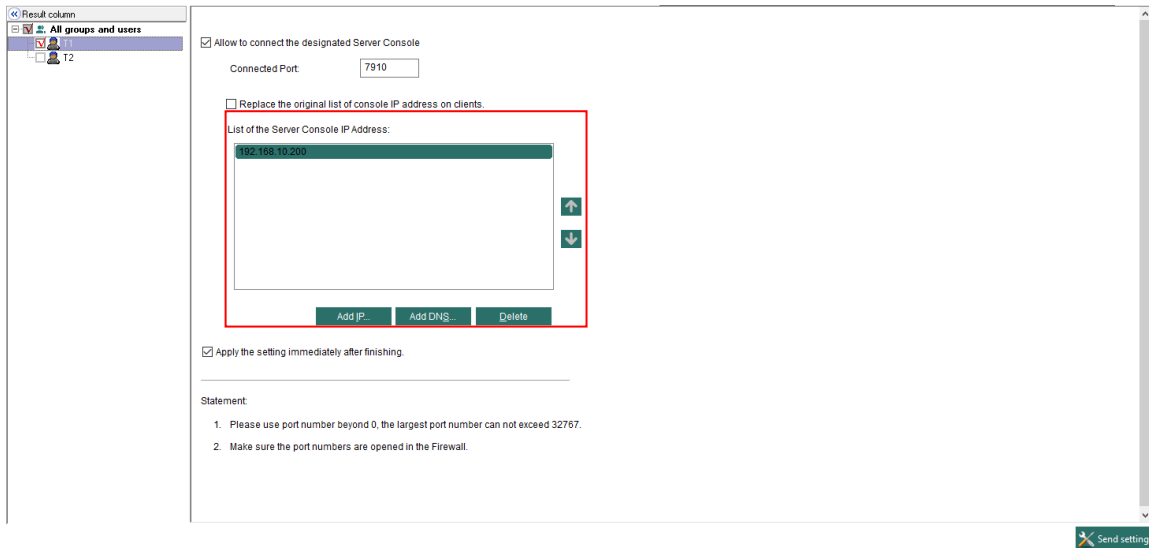 Result column
All groups and users
T1
T2
Allow to connect the designated Server Console
Connected Port: 7910
Replace the original list of console IP address on clients.
List of the Server Console IP Address:
192.168.10.200
Add IP... Add DNS... Delete
Apply the setting immediately after finishing.
Statement:
1. Please use port number beyond 0, the largest port number can not exceed 32767.
2. Make sure the port numbers are opened in the Firewall.
Send setting